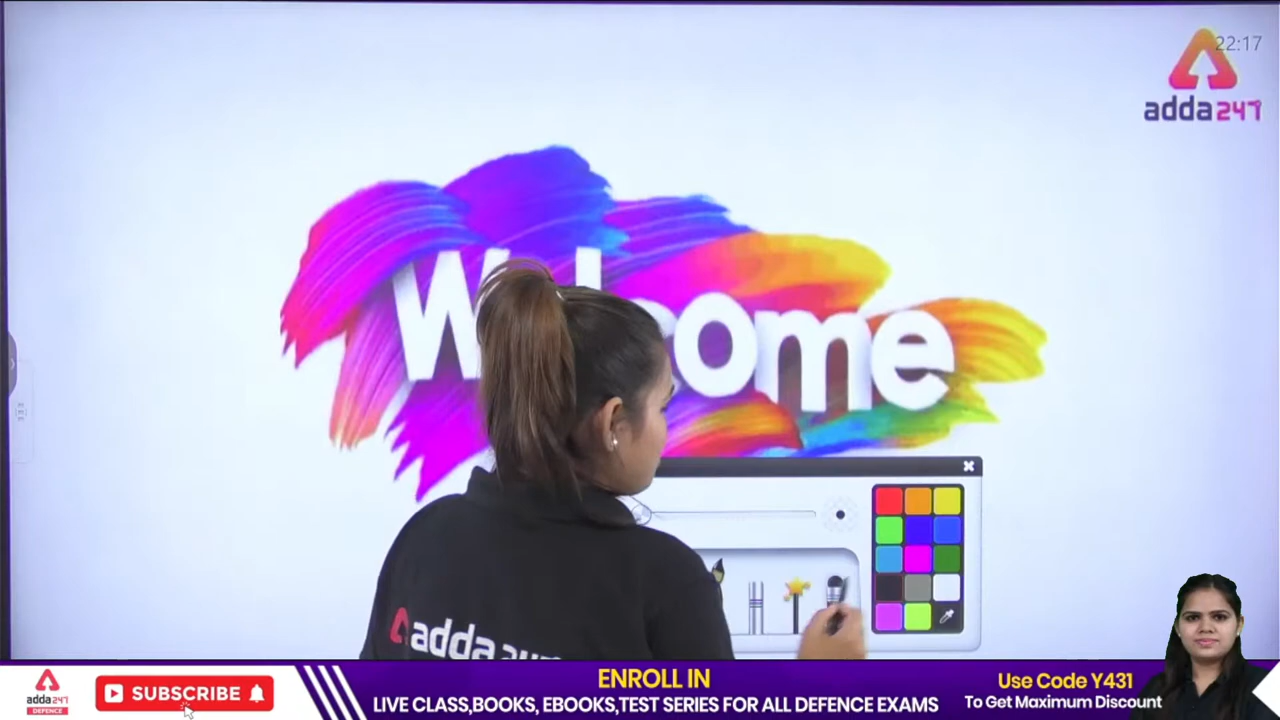 22:17
adda247
Welcome
adda247
adda247
DEFENCE
SUBSCRIBE
ENROLL IN
LIVE CLASS,BOOKS, EBOOKS,TEST SERIES FOR ALL DEFENCE EXAMS
Use Code Y431
To Get Maximum Discount